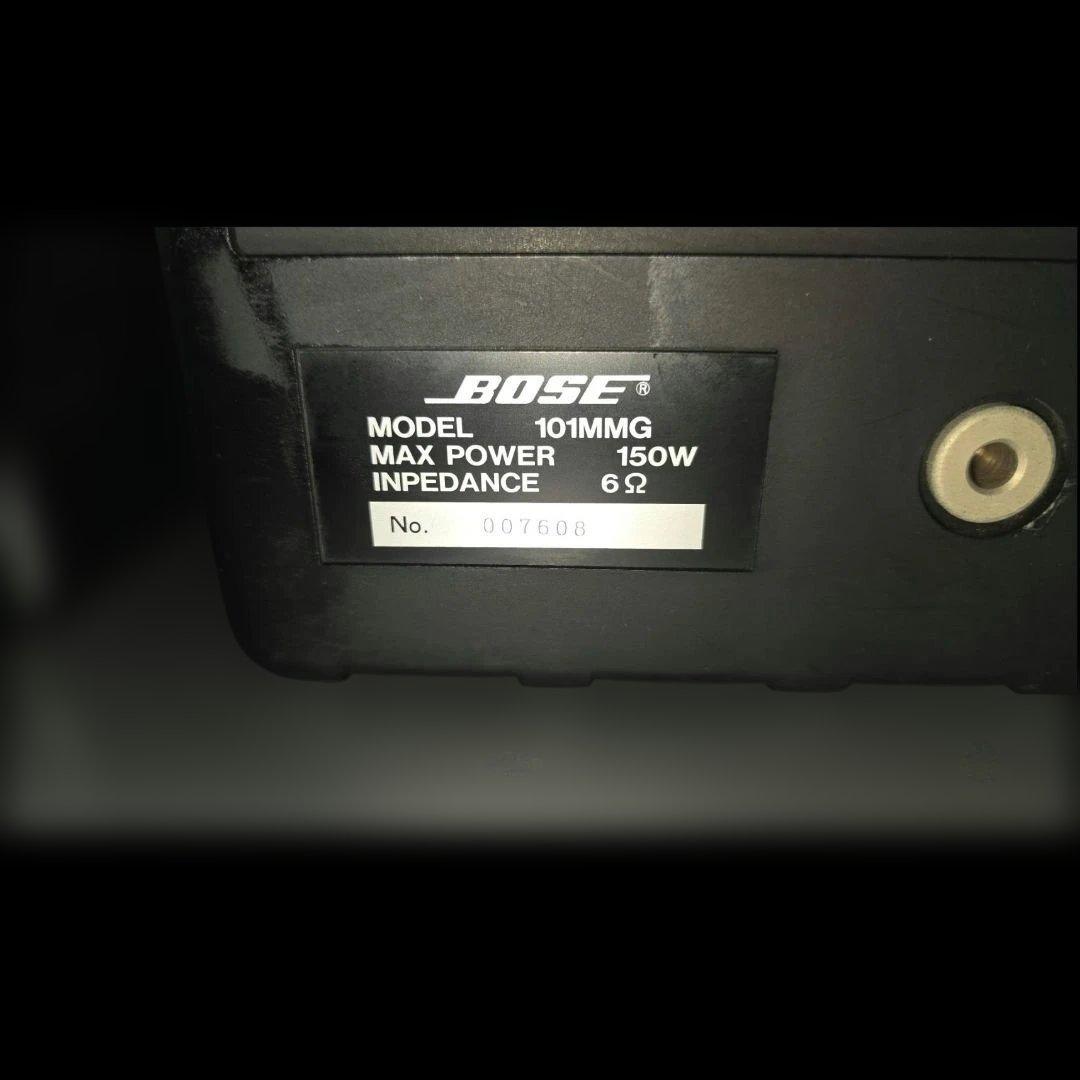 BOSE®
MODEL 101MMG
MAX POWER 150W
INPEDANCE 6Ω
No. 007608